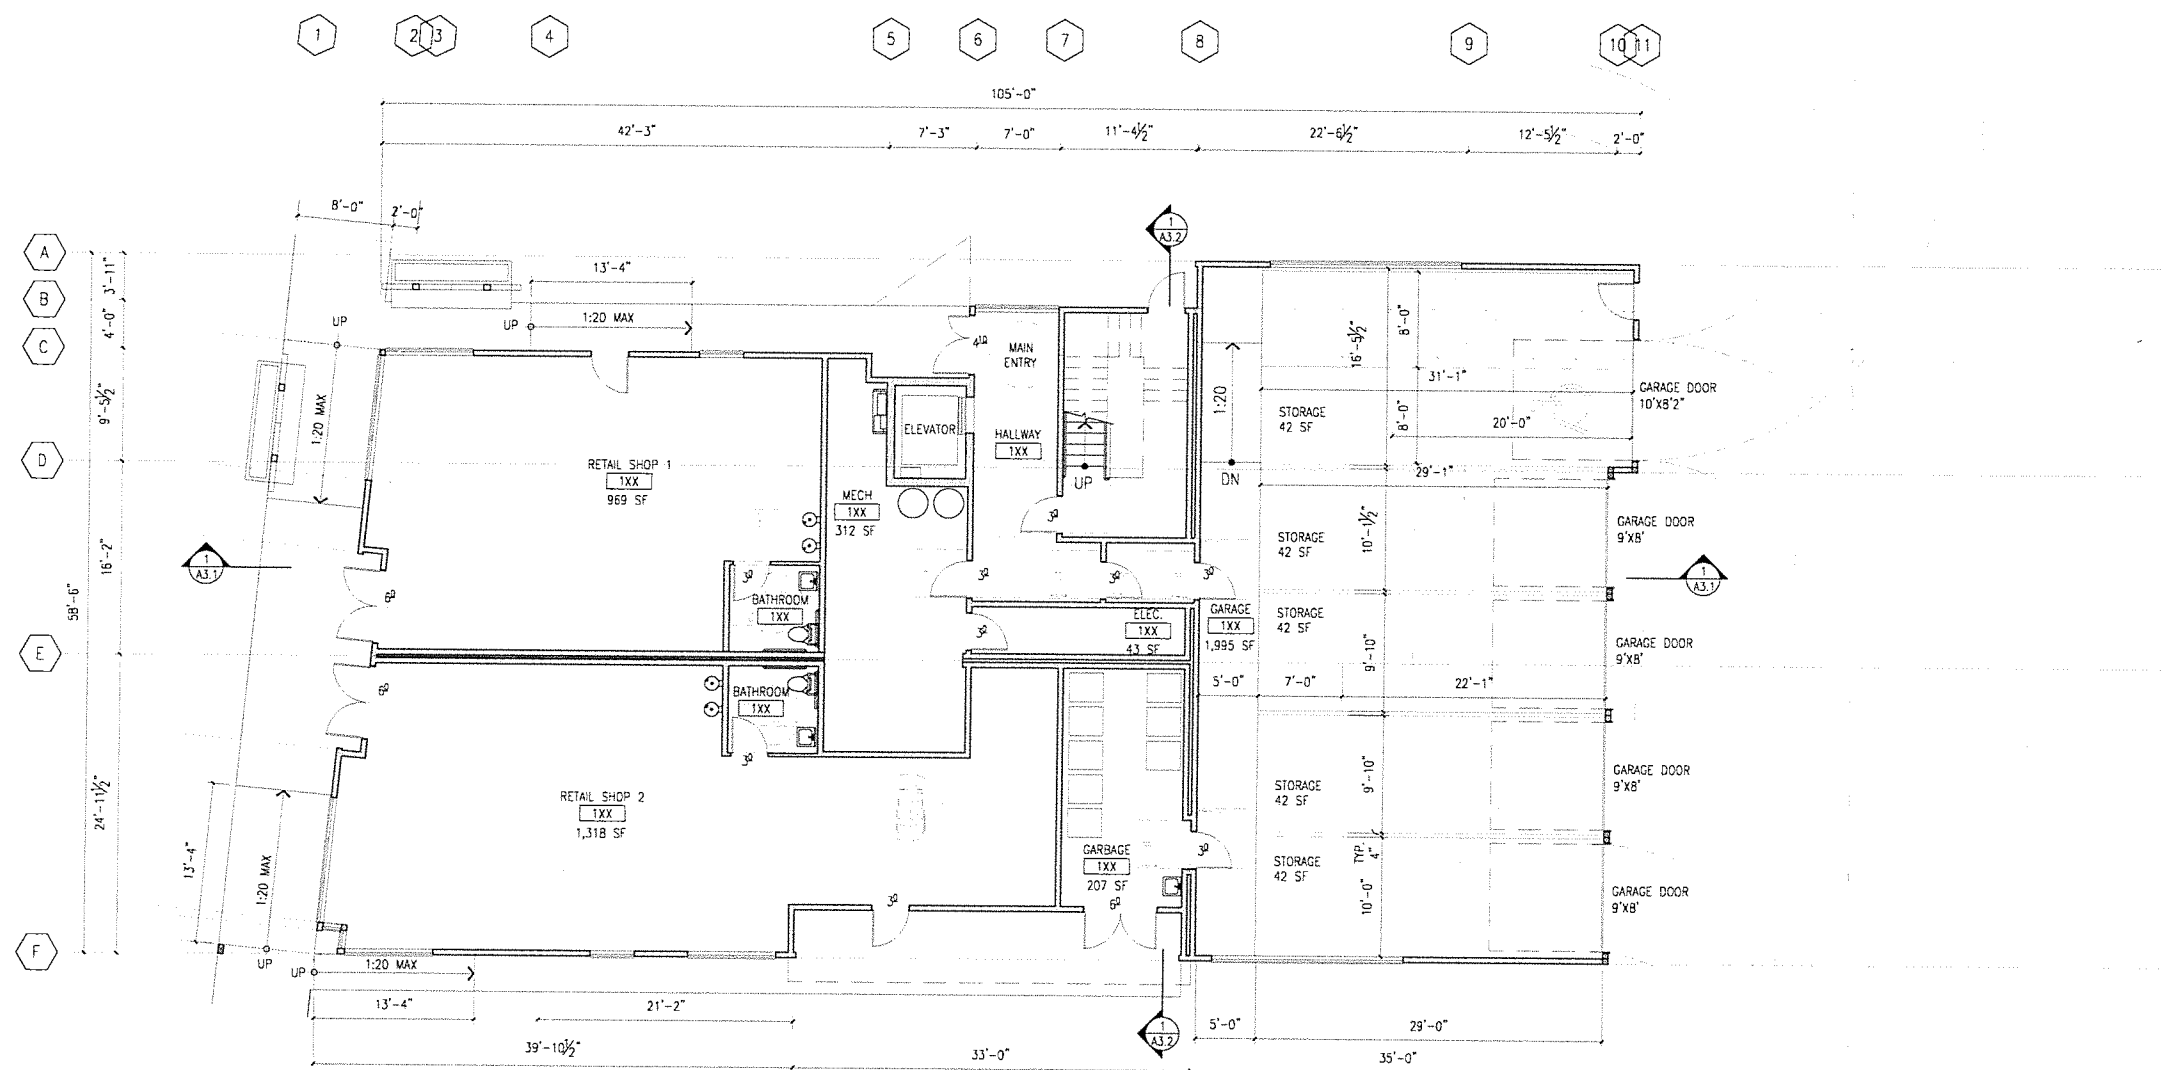 1
2
3
4
5
6
7
8
9
10
11
105'-0"
42'-3"
7'-3"
7'-0"
11'-4½"
22'-6½"
12'-5½"
2'-0"
8'-0"
2'-0"
A
B
C
D
E
F
3'-11"
4'-0"
9'-5½"
16'-2"
24'-11½"
58'-6"
13'-4"
1
A3.2
UP
UP
1:20 MAX
1:20 MAX
MAIN
ENTRY
4'0
16'-5½"
8'-0"
8'-0"
31'-1"
GARAGE DOOR
10'X8'2"
1:20
STORAGE
42 SF
20'-0"
ELEVATOR
HALLWAY
1XX
RETAIL SHOP 1
1XX
969 SF
MECH
1XX
312 SF
UP
DN
29'-1"
10'-1½"
GARAGE DOOR
9'X8'
STORAGE
42 SF
1
A3.1
1
A3.1
BATHROOM
1XX
ELEC.
1XX
43 SF
GARAGE
1XX
1,995 SF
STORAGE
42 SF
9'-10"
GARAGE DOOR
9'X8'
BATHROOM
1XX
5'-0"
7'-0"
22'-1"
RETAIL SHOP 2
1XX
1,318 SF
9'-10"
STORAGE
42 SF
GARAGE DOOR
9'X8'
13'-4"
1:20 MAX
GARBAGE
1XX
207 SF
STORAGE
42 SF
TYP.
4"
10'-0"
GARAGE DOOR
9'X8'
UP
UP
1:20 MAX
13'-4"
21'-2"
39'-10½"
33'-0"
1
A3.2
5'-0"
29'-0"
35'-0"